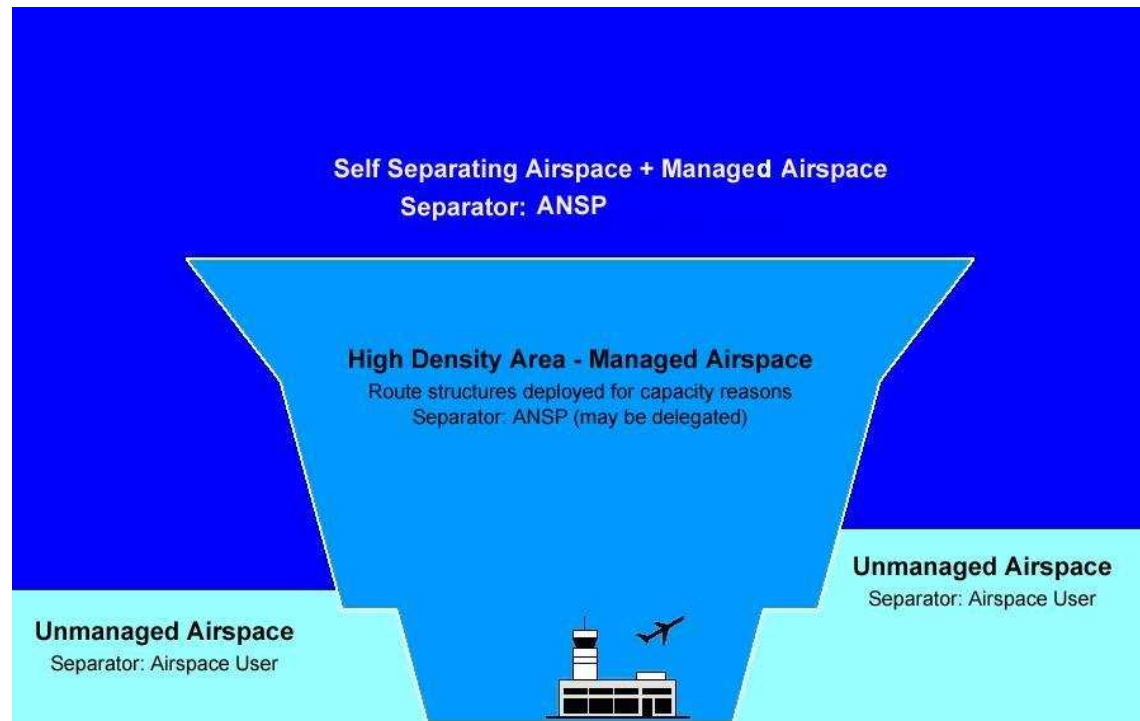 Self Separating Airspace + Managed Airspace
Separator: ANSP
High Density Area - Managed Airspace
Route structures deployed for capacity reasons
Separator: ANSP (may be delegated)
Unmanaged Airspace
Separator: Airspace User
Unmanaged Airspace
Separator: Airspace User